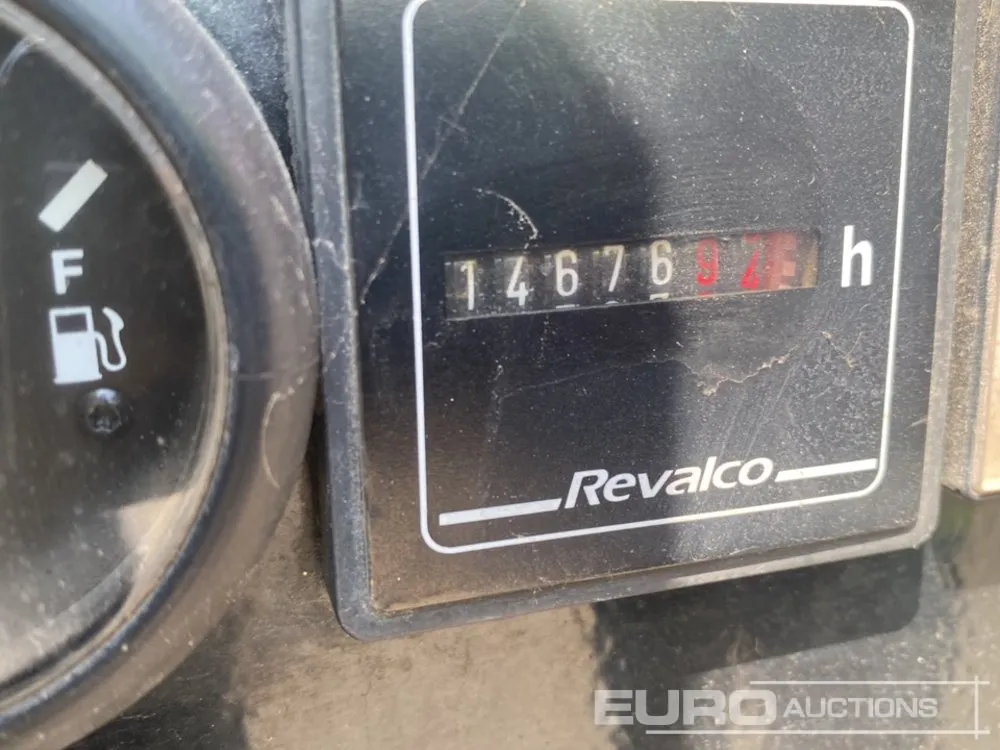 F
1467692 h
Revalco
EURO AUCTIONS